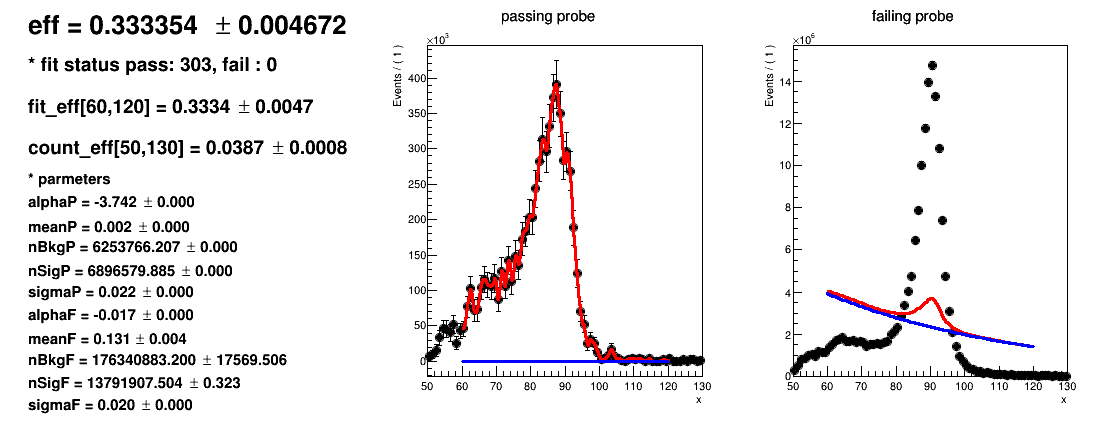 eff = 0.333354 ± 0.004672
* fit status pass: 303, fail : 0
fit_eff[60,120] = 0.3334 ± 0.0047
count_eff[50,130] = 0.0387 ± 0.0008
* parmeters
alphaP = -3.742 ± 0.000
meanP = 0.002 ± 0.000
nBkgP = 6253766.207 ± 0.000
nSigP = 6896579.885 ± 0.000
sigmaP = 0.022 ± 0.000
alphaF = -0.017 ± 0.000
meanF = 0.131 ± 0.004
nBkgF = 176340883.200 ± 17569.506
nSigF = 13791907.504 ± 0.323
sigmaF = 0.020 ± 0.000
passing probe
×10³
Events / ( 1 )
400
350
300
250
200
150
100
50
0
50 60 70 80 90 100 110 120 130
x
failing probe
×10⁶
Events / ( 1 )
14
12
10
8
6
4
2
0
50 60 70 80 90 100 110 120 130
x